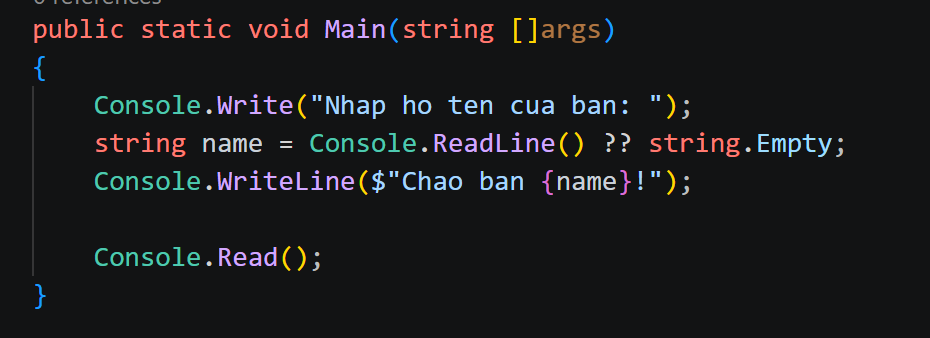 0 references
public static void Main(string []args)
{
    Console.Write("Nhap ho ten cua ban: ");
    string name = Console.ReadLine() ?? string.Empty;
    Console.WriteLine($"Chao ban {name}!");
    Console.Read();
}